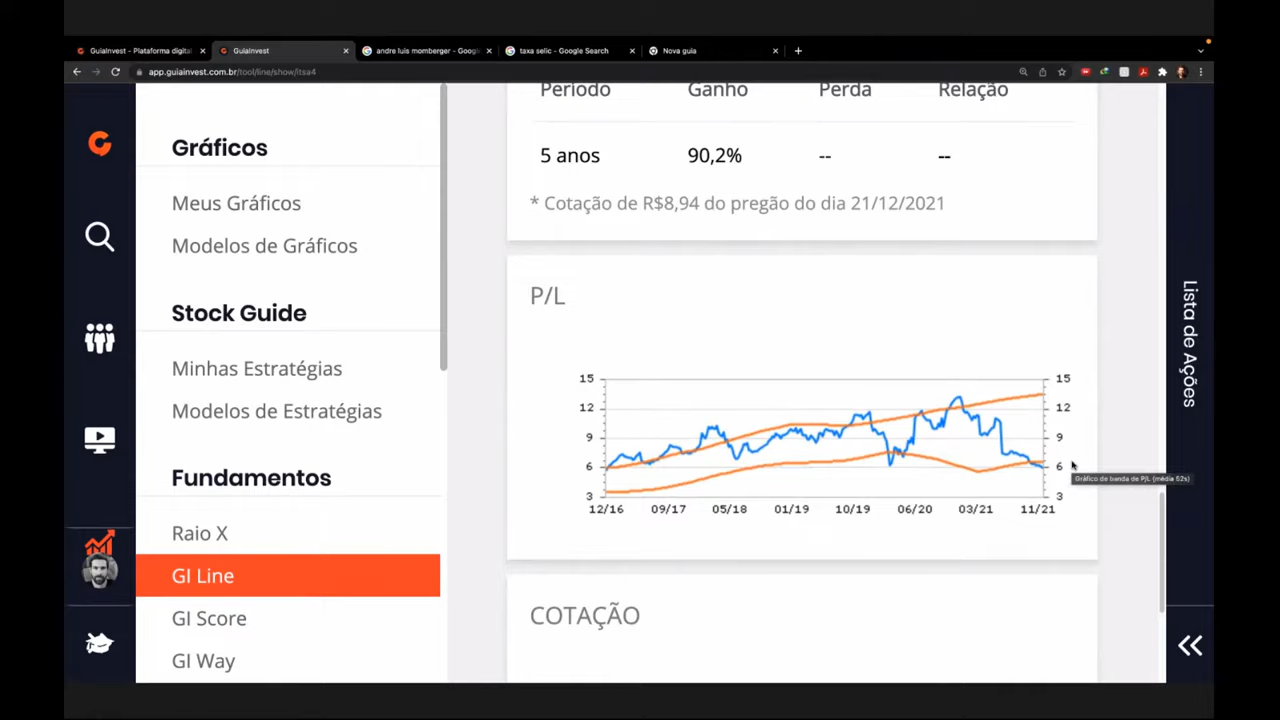 GuiaInvest - Plataforma digital
GuiaInvest
andre luis momberger - Goog
taxa selic - Google Search
Nova guia
app.guiainvest.com.br/tool/line/show/itsa4
Gráficos
Meus Gráficos
Modelos de Gráficos
Stock Guide
Minhas Estratégias
Modelos de Estratégias
Fundamentos
Raio X
GI Line
GI Score
GI Way
Período Ganho Perda Relação
5 anos 90,2% -- --
* Cotação de R$8,94 do pregão do dia 21/12/2021
P/L
15 15
12 12
9 9
6 6
3 3
12/16 09/17 05/18 01/19 10/19 06/20 03/21 11/21
Gráfico de banda de P/L (média 52s)
COTAÇÃO
Lista de Ações